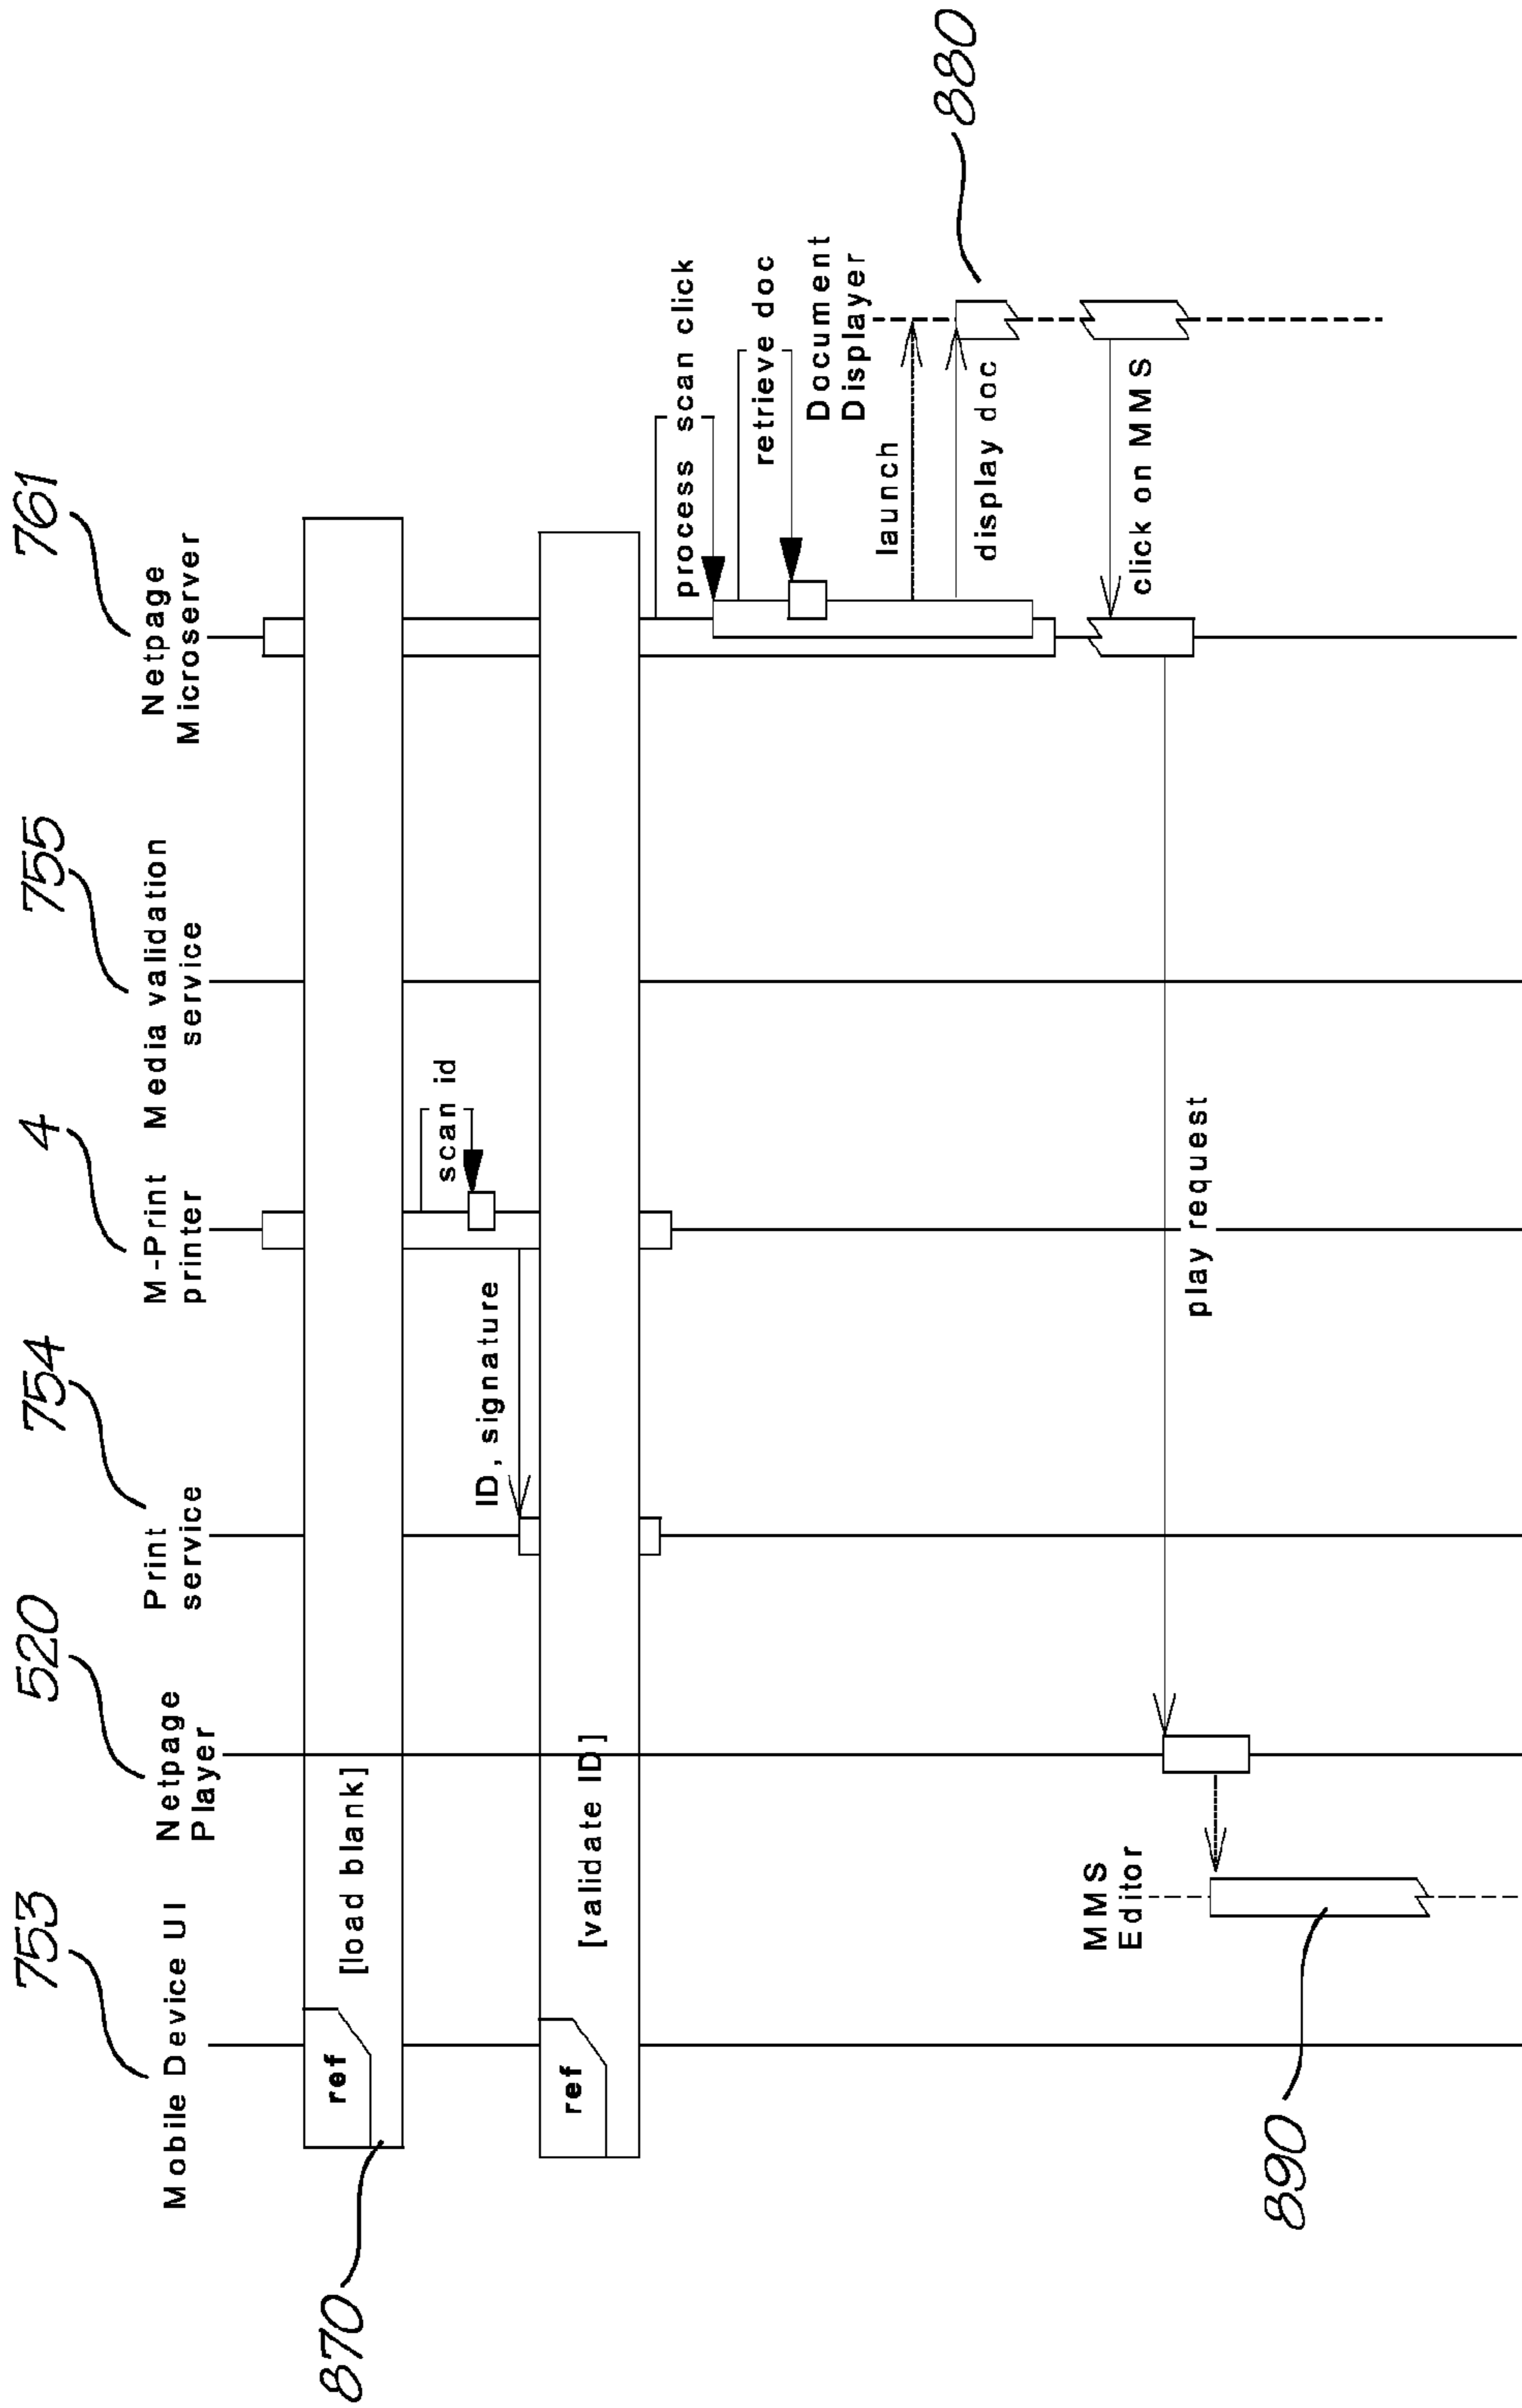 753
520
754
4
755
761
Mobile Device UI
Netpage
Player
Print
service
M-Print
printer
Media validation
service
Netpage
Microserver
870
ref
[load blank]
scan id
ID, signature
ref
[validate ID]
process scan click
retrieve doc
Document
Displayer
launch
display doc
880
click on MMS
play request
MMS
Editor
890